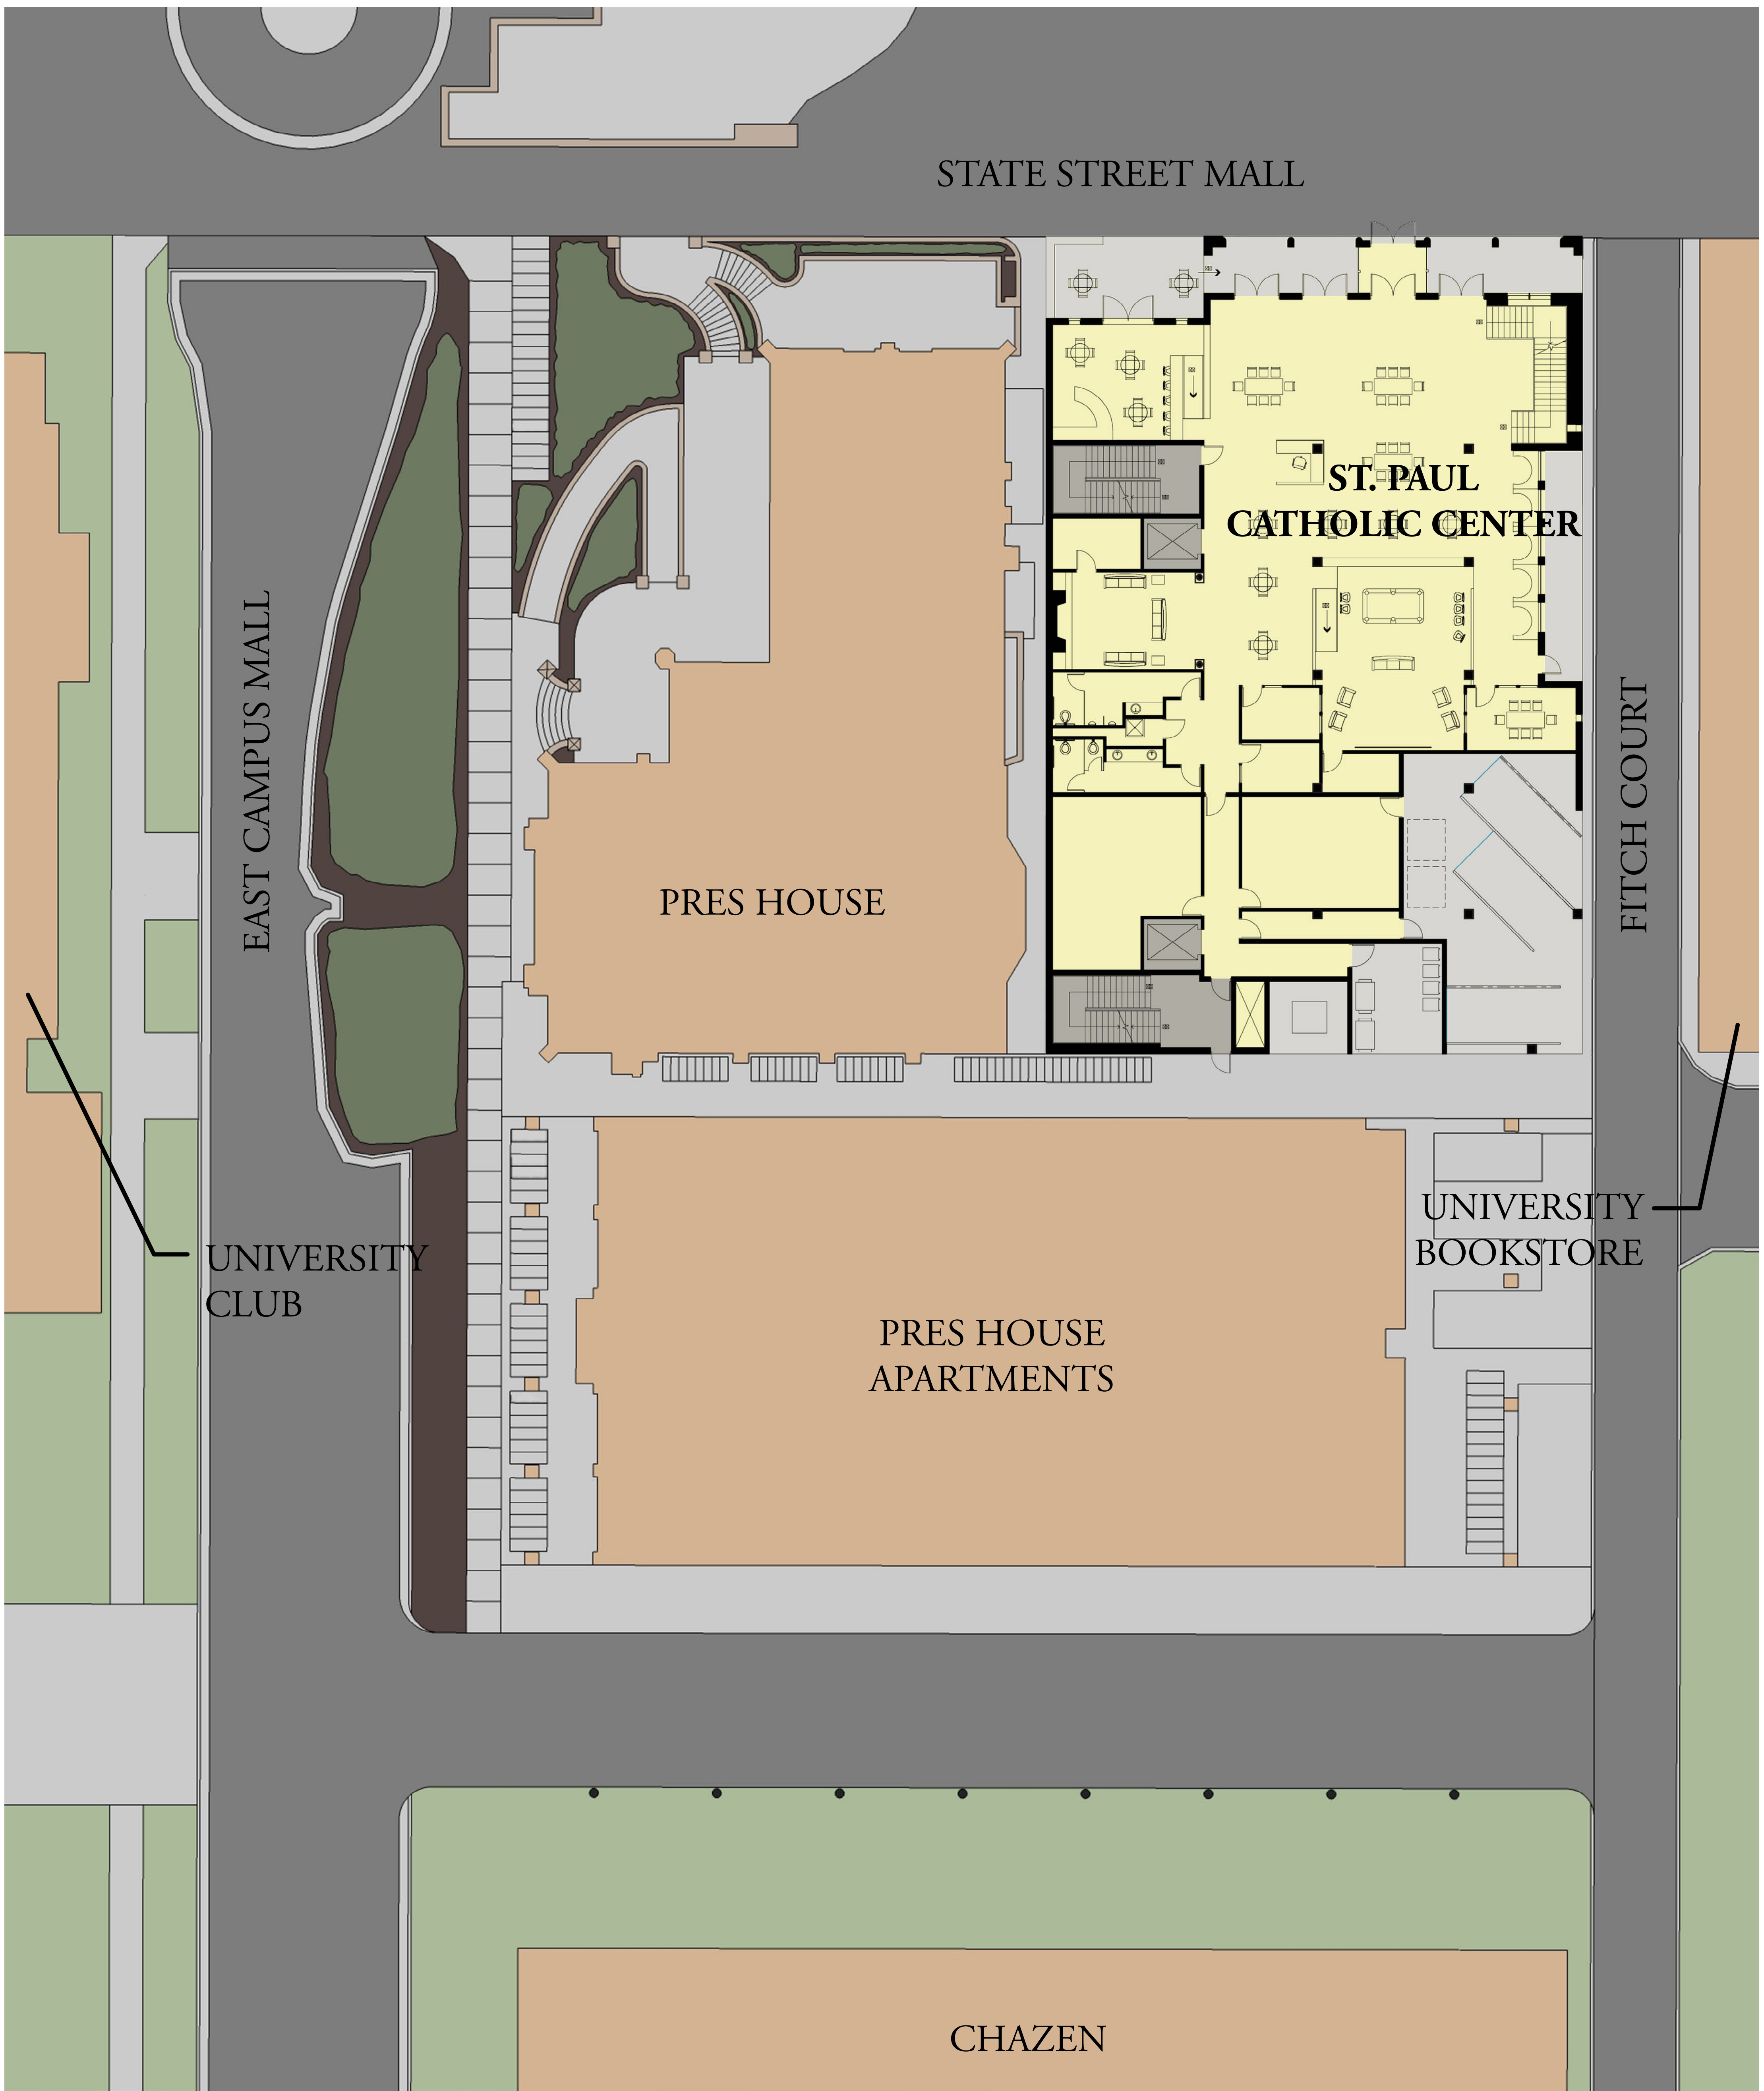 STATE STREET MALL
ST. PAUL
CATHOLIC CENTER
EAST CAMPUS MALL
FITCH COURT
PRES HOUSE
UNIVERSITY
BOOKSTORE
UNIVERSITY
CLUB
PRES HOUSE
APARTMENTS
CHAZEN